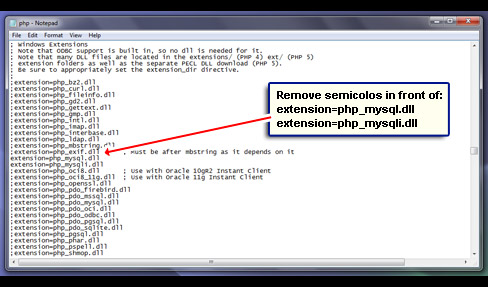 php - Notepad
File Edit Format View Help
; Windows Extensions
; Note that ODBC support is built in, so no dll is needed for it.
; Note that many DLL files are located in the extensions/ (PHP 4) ext/ (PHP 5)
; extension folders as well as the separate PECL DLL download (PHP 5).
; Be sure to appropriately set the extension_dir directive.
;
;extension=php_bz2.dll
;extension=php_curl.dll
;extension=php_fileinfo.dll
;extension=php_gd2.dll
;extension=php_gettext.dll
;extension=php_gmp.dll
;extension=php_intl.dll
;extension=php_imap.dll
;extension=php_interbase.dll
;extension=php_ldap.dll
;extension=php_mbstring.dll
;extension=php_exif.dll ; Must be after mbstring as it depends on it
extension=php_mysql.dll
extension=php_mysqli.dll
;extension=php_oci8.dll ; Use with Oracle 10gR2 Instant Client
;extension=php_oci8_11g.dll ; Use with Oracle 11g Instant Client
;extension=php_openssl.dll
;extension=php_pdo_firebird.dll
;extension=php_pdo_mssql.dll
;extension=php_pdo_mysql.dll
;extension=php_pdo_oci.dll
;extension=php_pdo_odbc.dll
;extension=php_pdo_pgsql.dll
;extension=php_pdo_sqlite.dll
;extension=php_pgsql.dll
;extension=php_phar.dll
;extension=php_pspell.dll
;extension=php_shmop.dll
Remove semicolos in front of:
extension=php_mysql.dll
extension=php_mysqli.dll